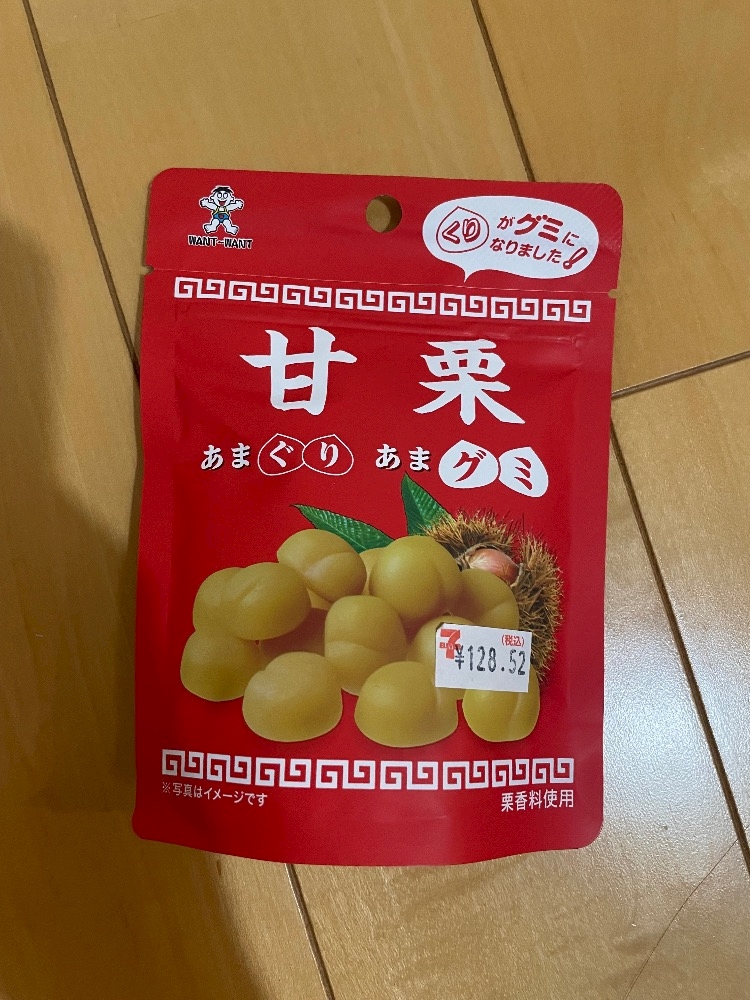 WANT-WANT
くりがグミに
なりました!
甘栗
あまぐり あまグミ
7
ELEVEN
(税込)
¥128.52
※写真はイメージです
栗香料使用